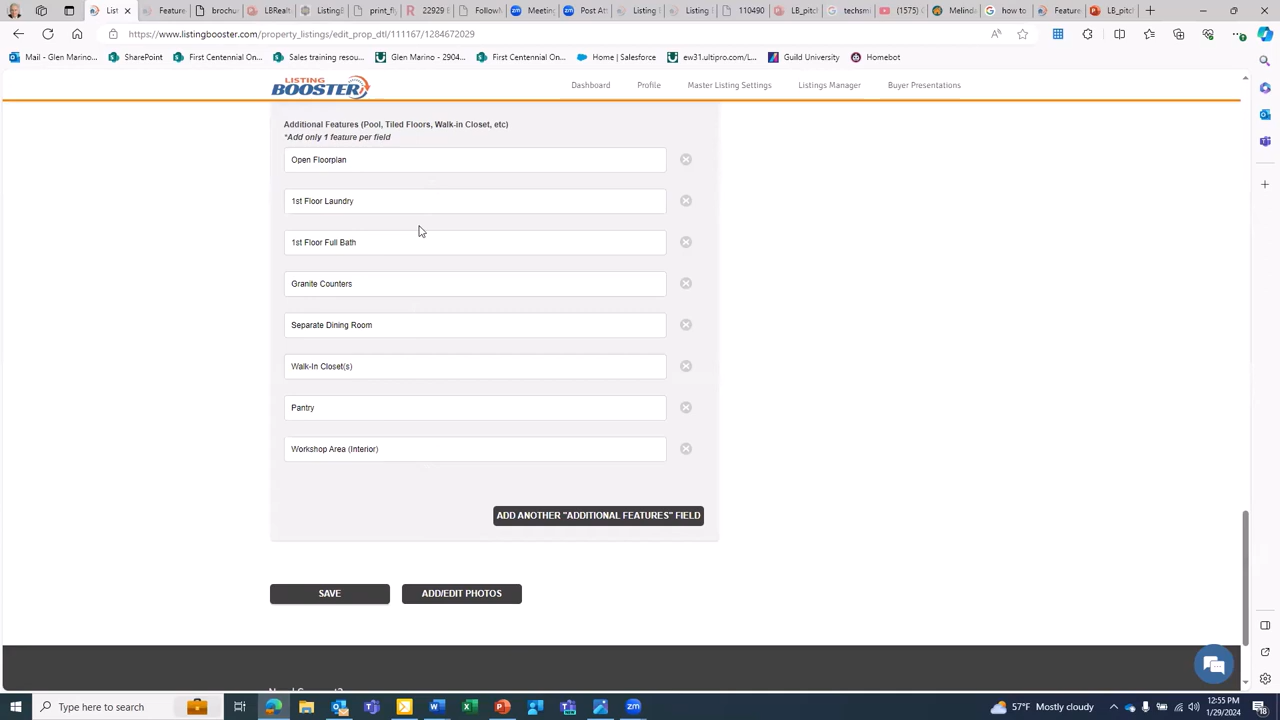 List
Feature
brochur
LBRealt
Listing
print_fl
22926
Follow
Meetin
Post Att
Listing
Listing
110490
LB_pitc
techsm
(1575)
Melinda
how to
Feature
LB_pitc
https://www.listingbooster.com/property_listings/edit_prop_dtl/111167/1284672029
Mail - Glen Marino...
SharePoint
First Centennial On...
Sales training resou...
Glen Marino - 2904...
First Centennial On...
Home | Salesforce
ew31.ultipro.com/L...
Guild University
Homebot
LISTING
BOOSTER
Dashboard
Profile
Master Listing Settings
Listings Manager
Buyer Presentations
Additional Features (Pool, Tiled Floors, Walk-in Closet, etc)
*Add only 1 feature per field
Open Floorplan
1st Floor Laundry
1st Floor Full Bath
Granite Counters
Separate Dining Room
Walk-In Closet(s)
Pantry
Workshop Area (Interior)
ADD ANOTHER "ADDITIONAL FEATURES" FIELD
SAVE
ADD/EDIT PHOTOS
Type here to search
57°F Mostly cloudy
12:55 PM
1/29/2024
18